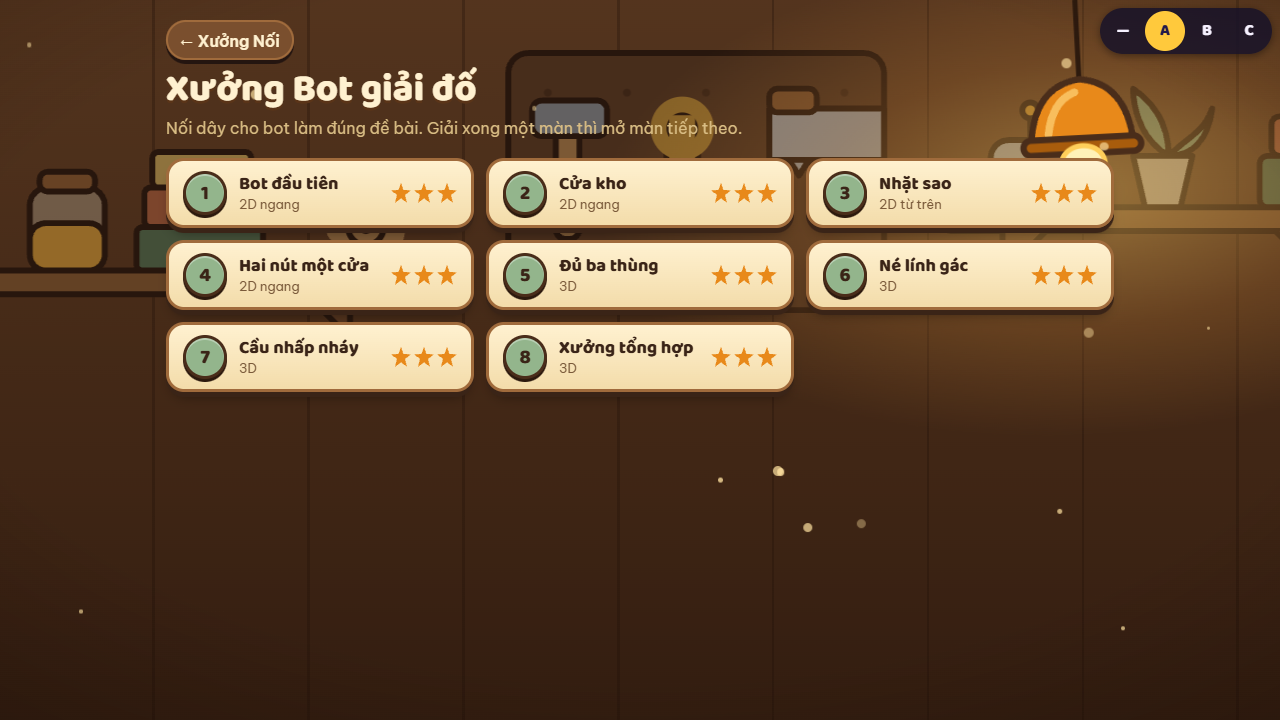 ← Xưởng Nối
– A B C
Xưởng Bot giải đố
Nối dây cho bot làm đúng đề bài. Giải xong một màn thì mở màn tiếp theo.
1 Bot đầu tiên
2D ngang
2 Cửa kho
2D ngang
3 Nhặt sao
2D từ trên
4 Hai nút một cửa
2D ngang
5 Đủ ba thùng
3D
6 Né lính gác
3D
7 Cầu nhấp nháy
3D
8 Xưởng tổng hợp
3D